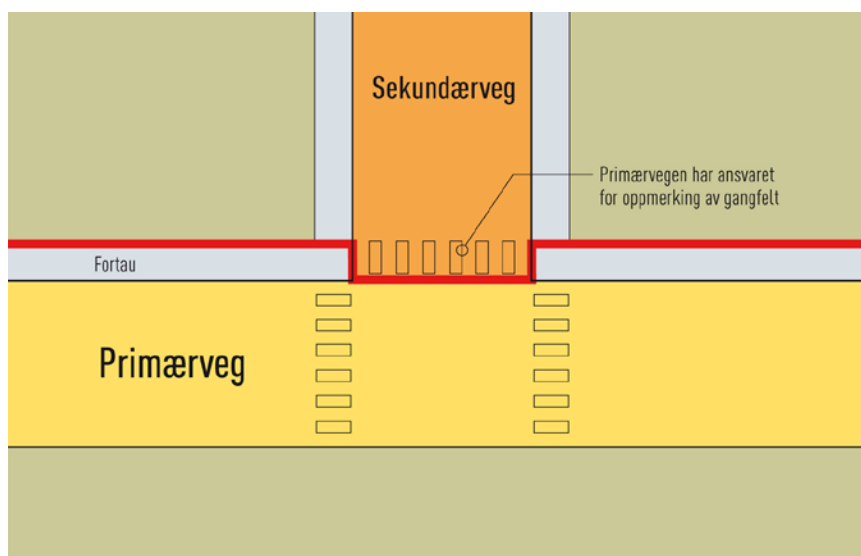 Sekundærveg
Primærvegen har ansvaret
for oppmerking av gangfelt
Fortau
Primærveg